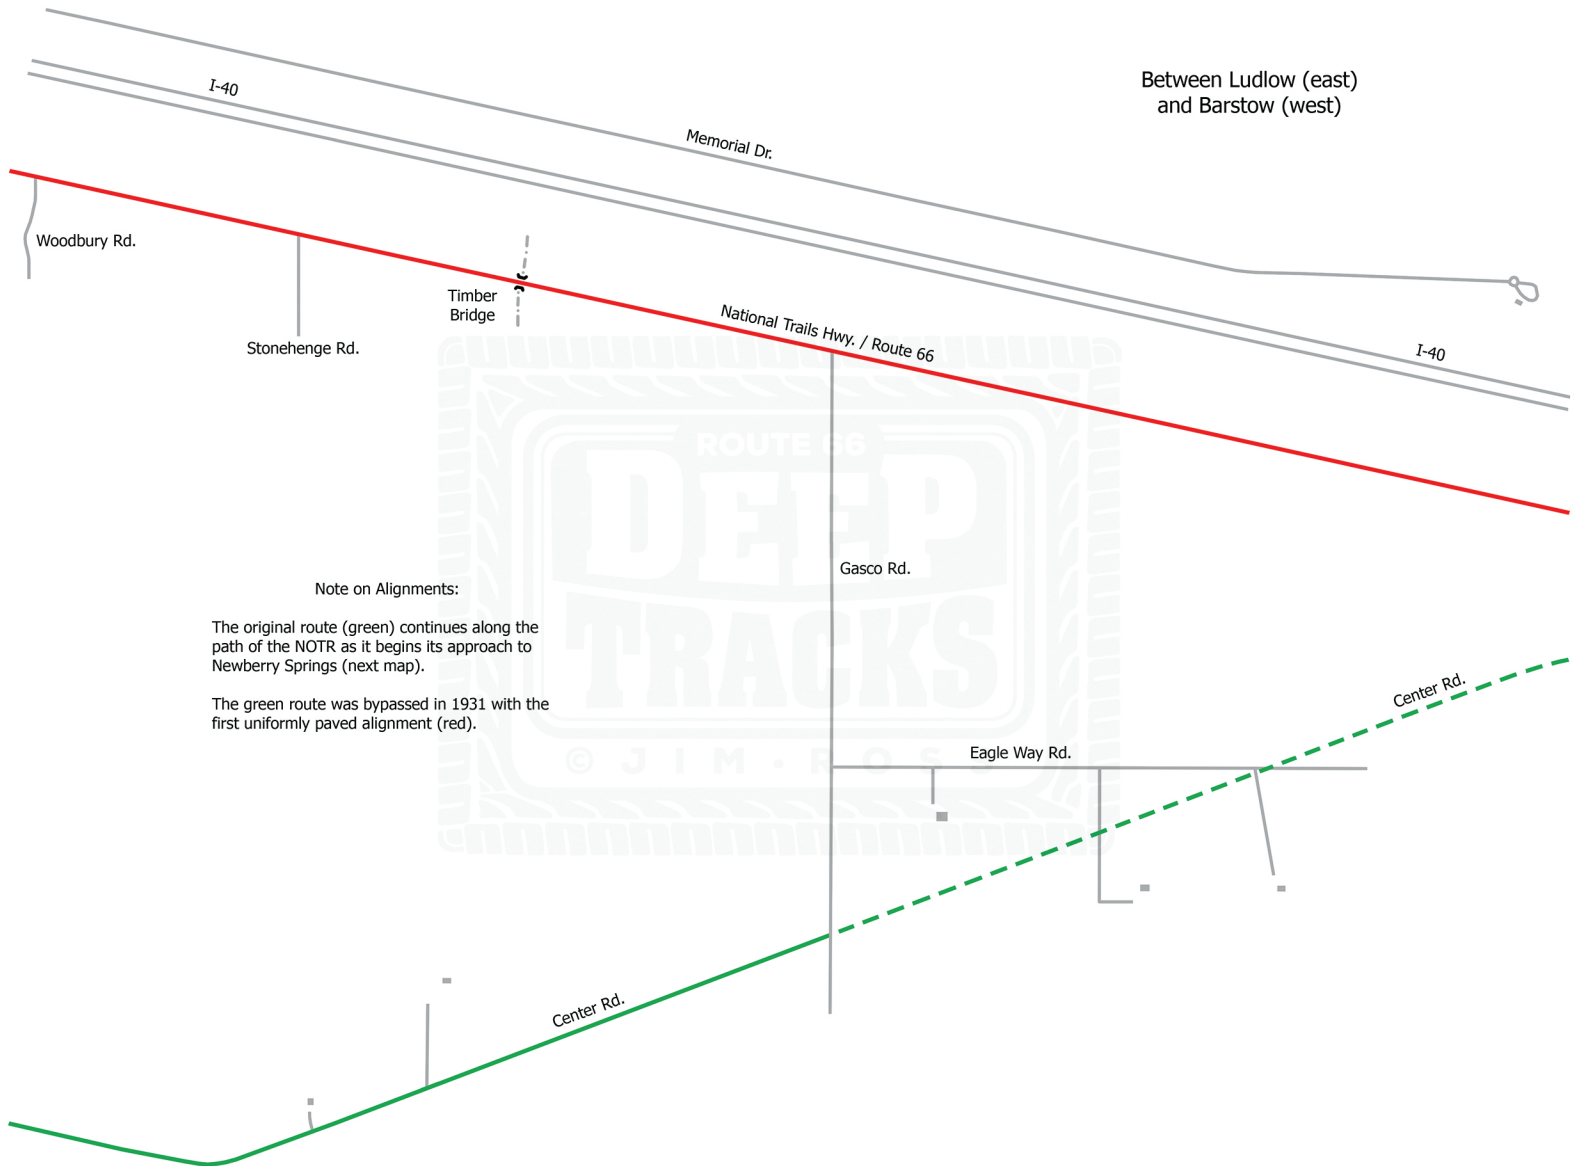 Between Ludlow (east)
and Barstow (west)
I-40
Memorial Dr.
Woodbury Rd.
Timber
Bridge
National Trails Hwy. / Route 66
Stonehenge Rd.
I-40
ROUTE 66
DEEP
TRACKS
© JIM · ROSS
Gasco Rd.
Note on Alignments:
The original route (green) continues along the
path of the NOTR as it begins its approach to
Newberry Springs (next map).
The green route was bypassed in 1931 with the
first uniformly paved alignment (red).
Center Rd.
Eagle Way Rd.
Center Rd.